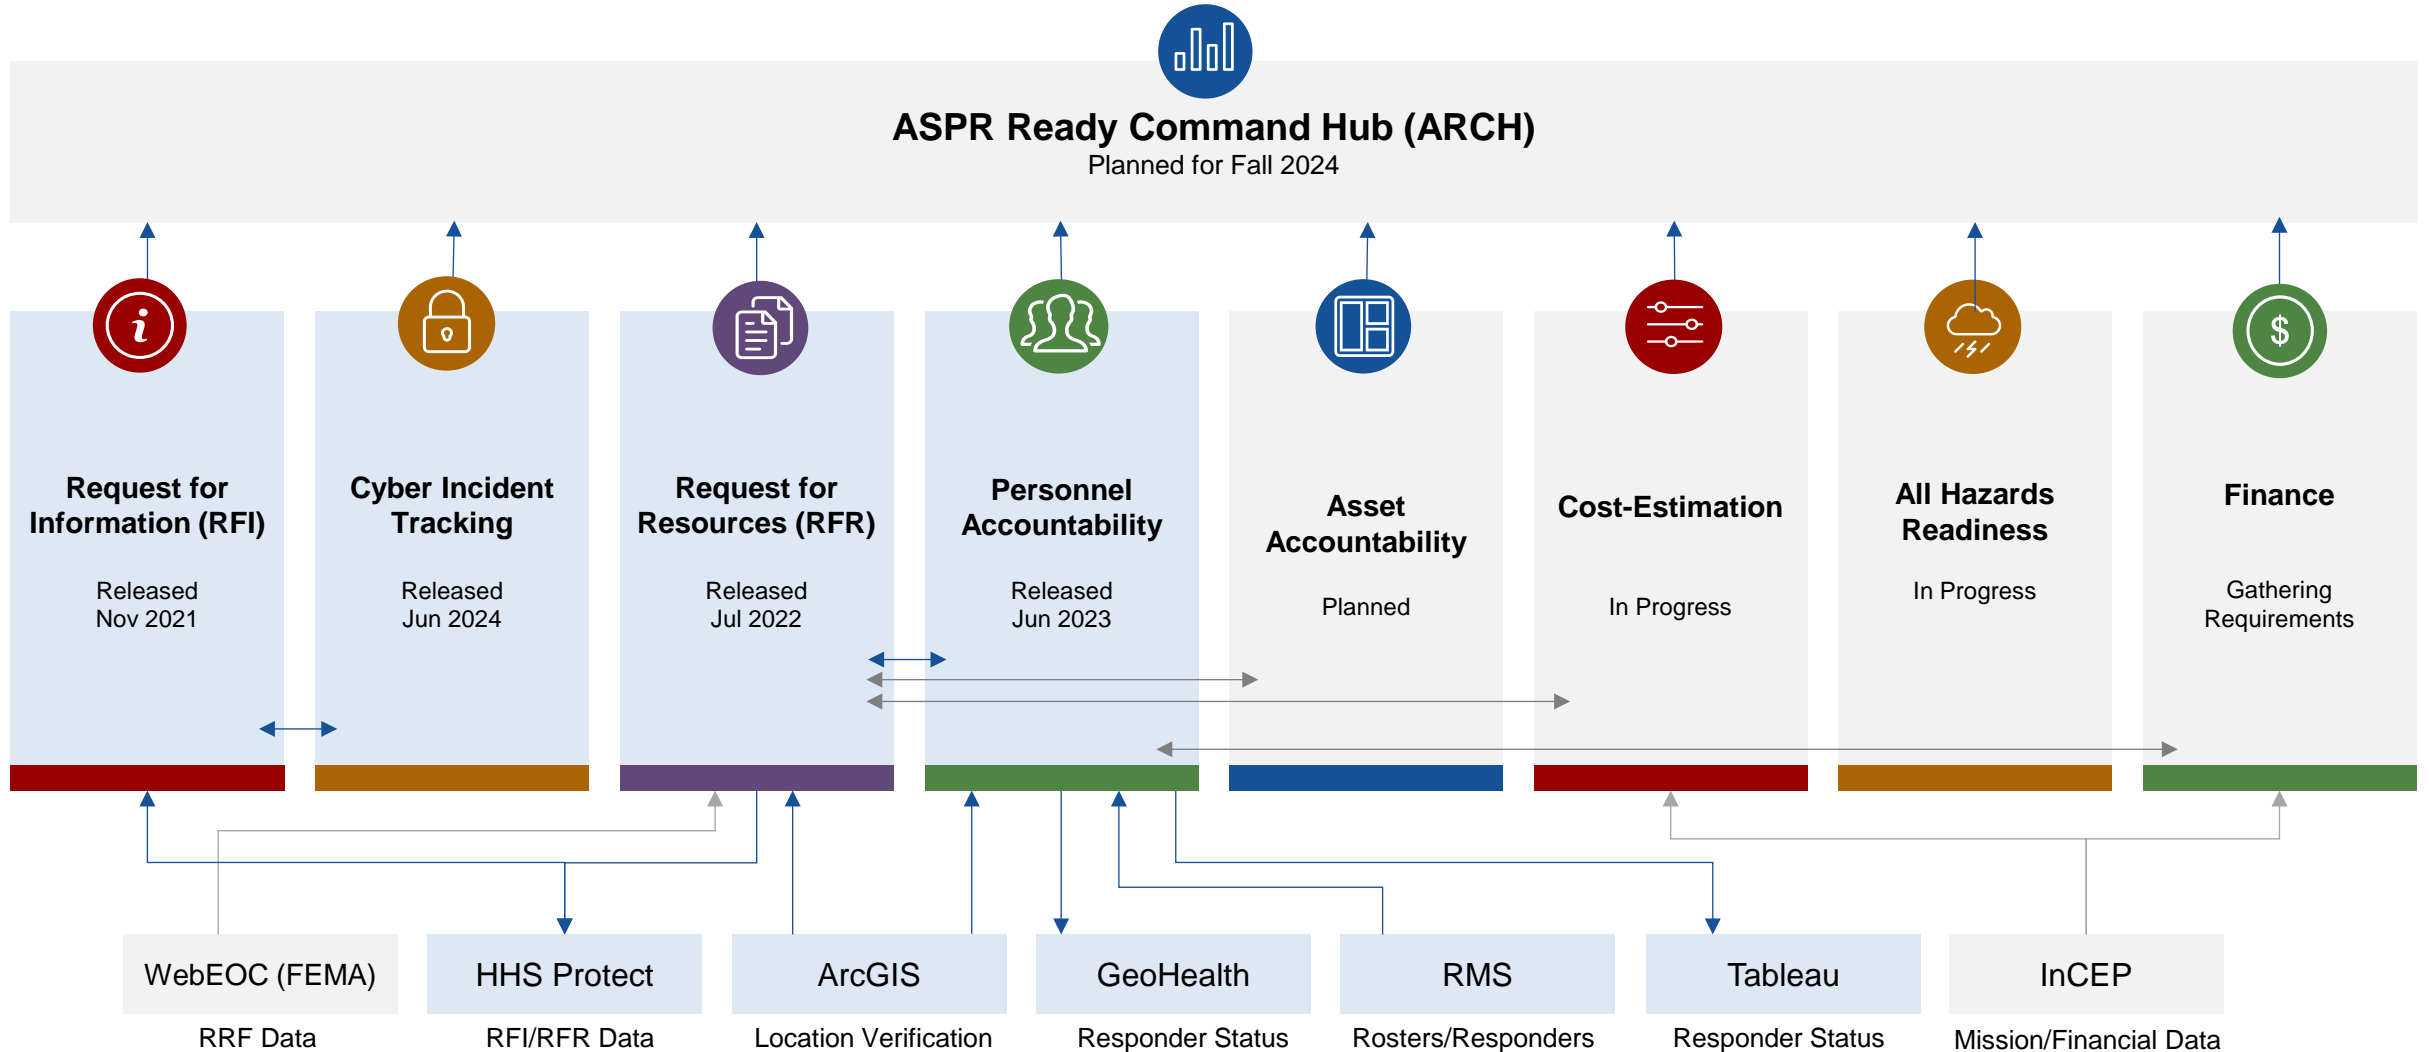 ASPR Ready Command Hub (ARCH)
Planned for Fall 2024
i
$
Request for
Information (RFI)
Released
Nov 2021
Cyber Incident
Tracking
Released
Jun 2024
Request for
Resources (RFR)
Released
Jul 2022
Personnel
Accountability
Released
Jun 2023
Asset
Accountability
Planned
Cost-Estimation
In Progress
All Hazards
Readiness
In Progress
Finance
Gathering
Requirements
WebEOC (FEMA)
RRF Data
HHS Protect
RFI/RFR Data
ArcGIS
Location Verification
GeoHealth
Responder Status
RMS
Rosters/Responders
Tableau
Responder Status
InCEP
Mission/Financial Data